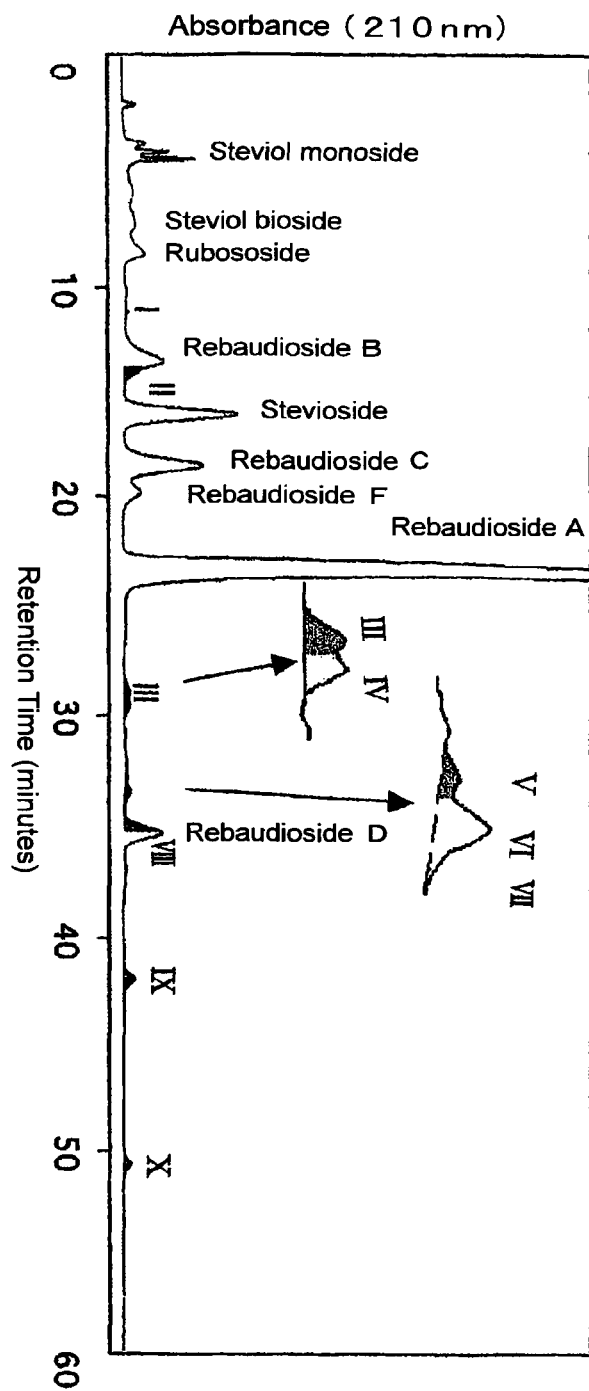 Absorbance (210nm)
0
Steviol monoside
Steviol bioside
Rubososide
10
I
Rebaudioside B
II
Stevioside
Rebaudioside C
20
Rebaudioside F
Rebaudioside A
III
IV
III
30
V
Rebaudioside D
VI
VIII
VII
40
IX
50
X
60
Retention Time (minutes)